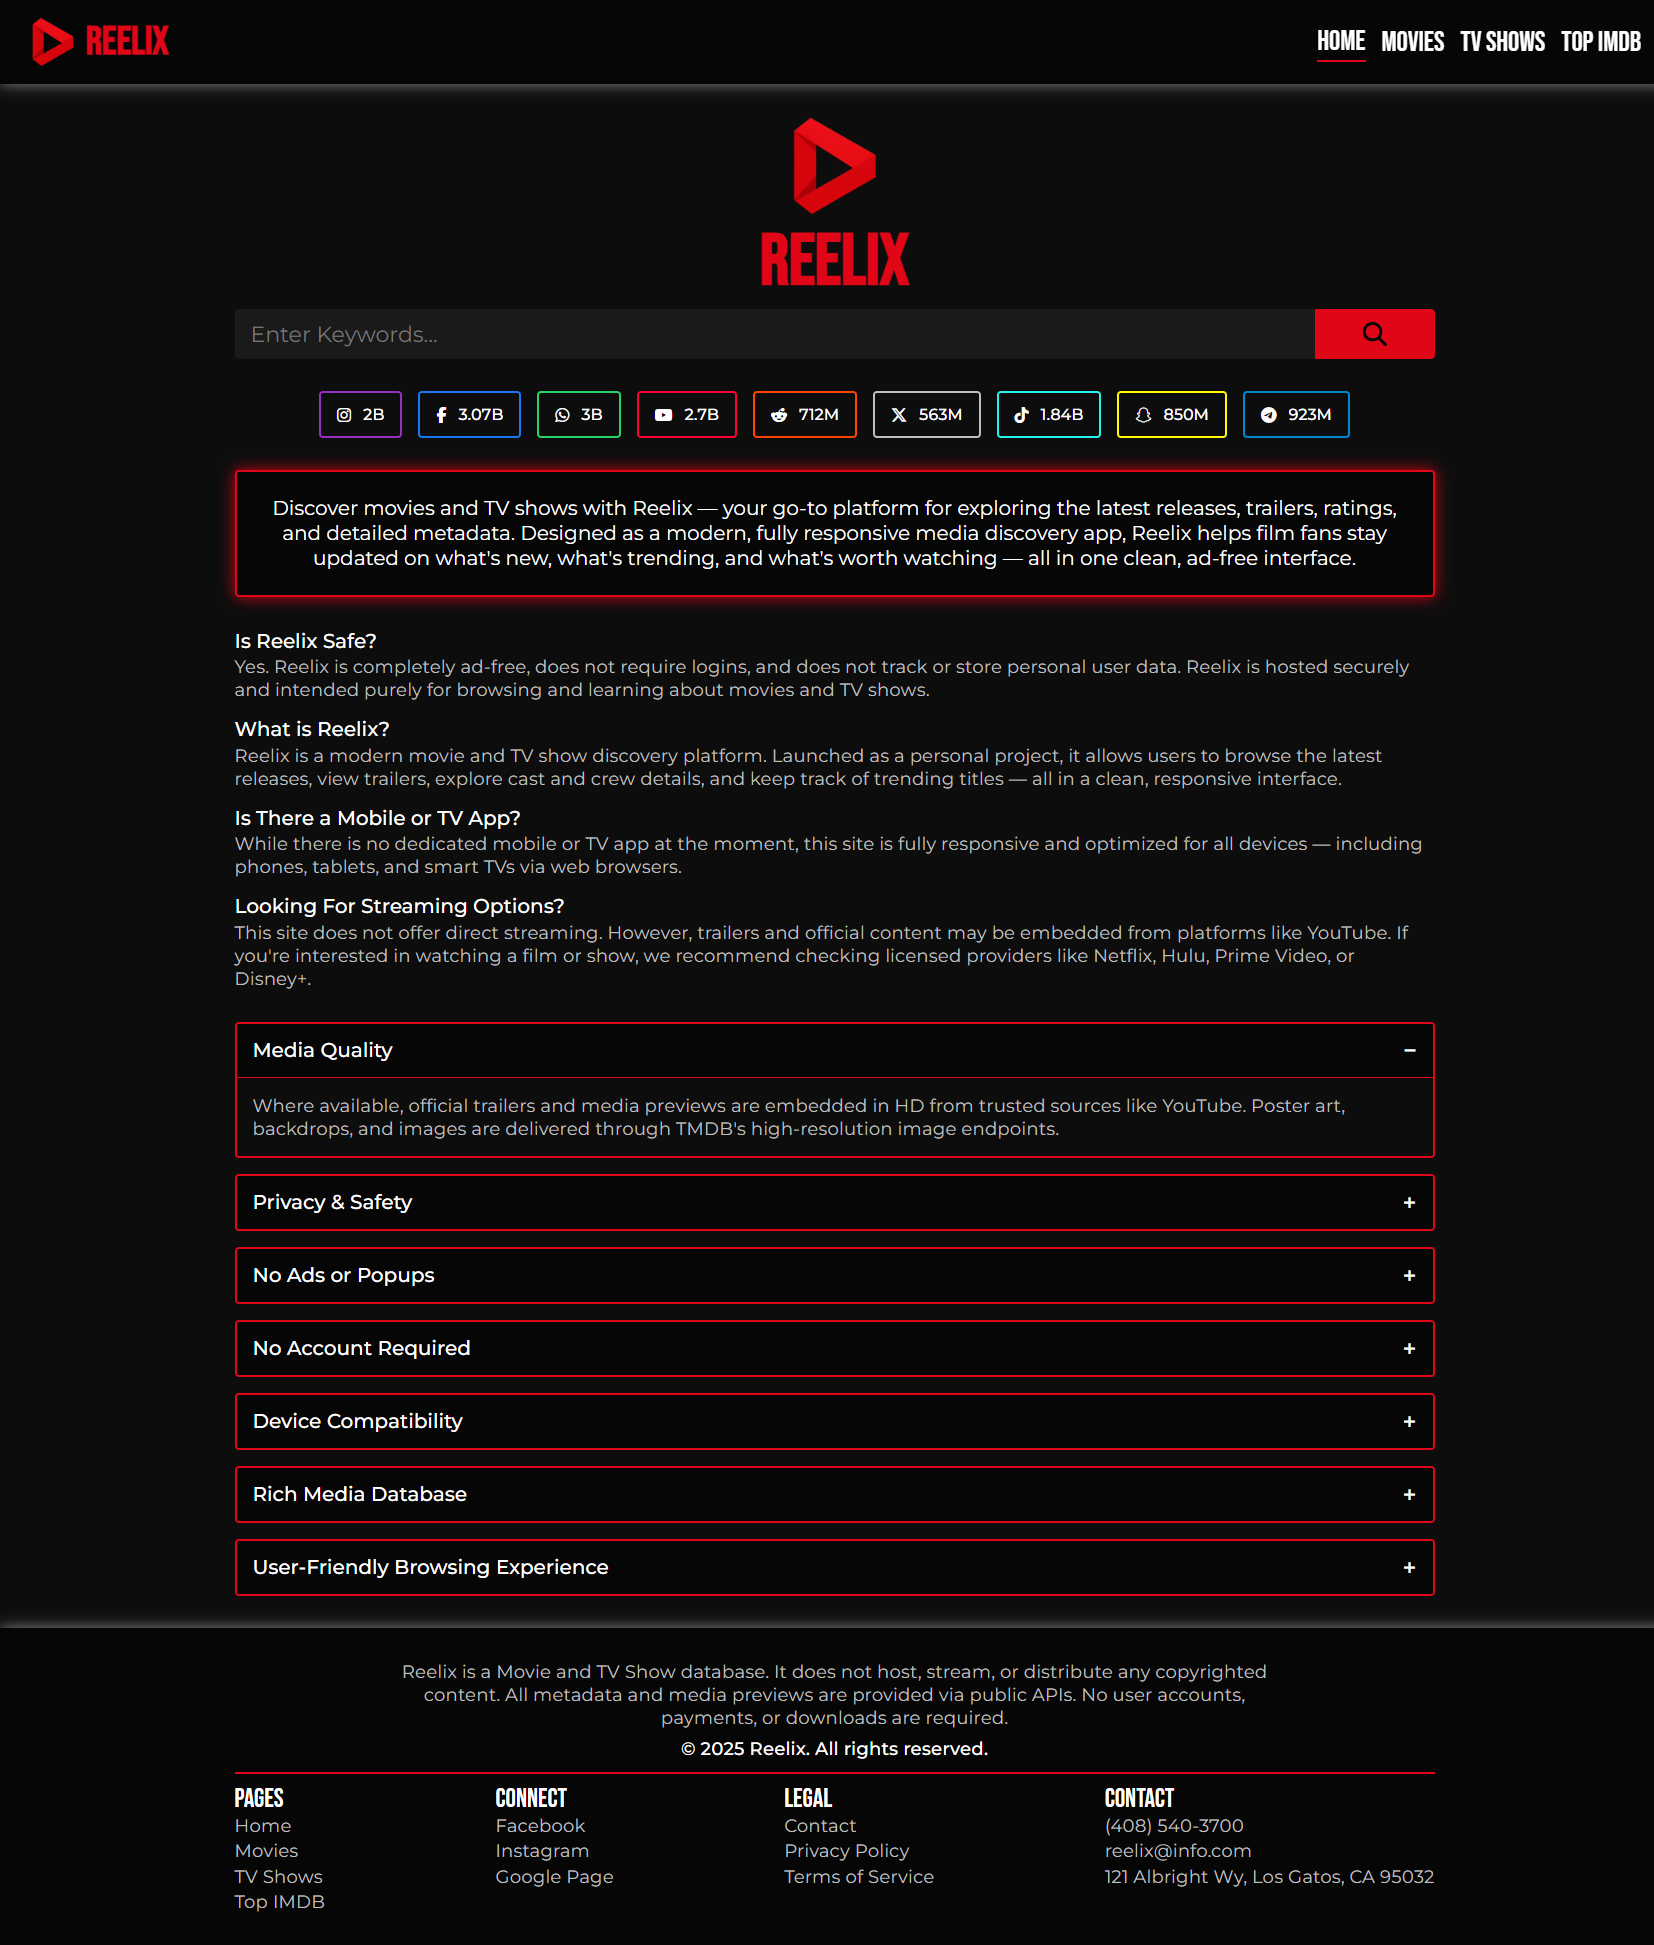 REELIX
HOME MOVIES TV SHOWS TOP IMDB
REELIX
Enter Keywords...
2B 3.07B 3B 2.7B 712M 563M 1.84B 850M 923M
Discover movies and TV shows with Reelix — your go-to platform for exploring the latest releases, trailers, ratings,
and detailed metadata. Designed as a modern, fully responsive media discovery app, Reelix helps film fans stay
updated on what's new, what's trending, and what's worth watching — all in one clean, ad-free interface.
Is Reelix Safe?
Yes. Reelix is completely ad-free, does not require logins, and does not track or store personal user data. Reelix is hosted securely
and intended purely for browsing and learning about movies and TV shows.
What is Reelix?
Reelix is a modern movie and TV show discovery platform. Launched as a personal project, it allows users to browse the latest
releases, view trailers, explore cast and crew details, and keep track of trending titles — all in a clean, responsive interface.
Is There a Mobile or TV App?
While there is no dedicated mobile or TV app at the moment, this site is fully responsive and optimized for all devices — including
phones, tablets, and smart TVs via web browsers.
Looking For Streaming Options?
This site does not offer direct streaming. However, trailers and official content may be embedded from platforms like YouTube. If
you're interested in watching a film or show, we recommend checking licensed providers like Netflix, Hulu, Prime Video, or
Disney+.
Media Quality −
Where available, official trailers and media previews are embedded in HD from trusted sources like YouTube. Poster art,
backdrops, and images are delivered through TMDB's high-resolution image endpoints.
Privacy & Safety +
No Ads or Popups +
No Account Required +
Device Compatibility +
Rich Media Database +
User-Friendly Browsing Experience +
Reelix is a Movie and TV Show database. It does not host, stream, or distribute any copyrighted
content. All metadata and media previews are provided via public APIs. No user accounts,
payments, or downloads are required.
© 2025 Reelix. All rights reserved.
PAGES
Home
Movies
TV Shows
Top IMDB
CONNECT
Facebook
Instagram
Google Page
LEGAL
Contact
Privacy Policy
Terms of Service
CONTACT
(408) 540-3700
reelix@info.com
121 Albright Wy, Los Gatos, CA 95032